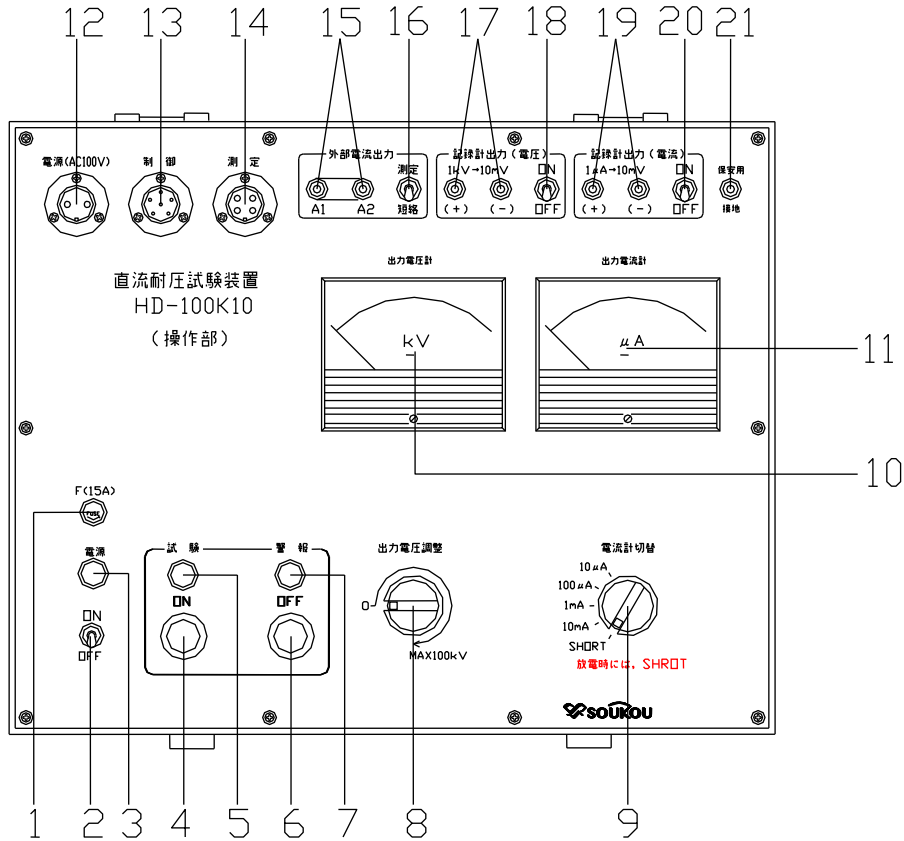 12 13 14 15 16 17 18 19 20 21
電源(AC100V) 制 御 測 定
外部電流出力 測定
A1 A2 短絡
記録計出力(電圧)
1kV→10mV ON
(+) (-) OFF
記録計出力(電流)
1μA→10mV ON
(+) (-) OFF
保安用
接地
直流耐圧試験装置
HD-100K10
(操作部)
出力電圧計
kV
出力電流計
μA
11
10
F(15A)
FUSE
電源
ON
OFF
試 験 警 報
ON OFF
出力電圧調整
0
MAX100kV
電流計切替
10μA
100μA
1mA
10mA
SHORT
放電時には, SHROT
SOUKOU
1 2 3 4 5 6 7 8 9